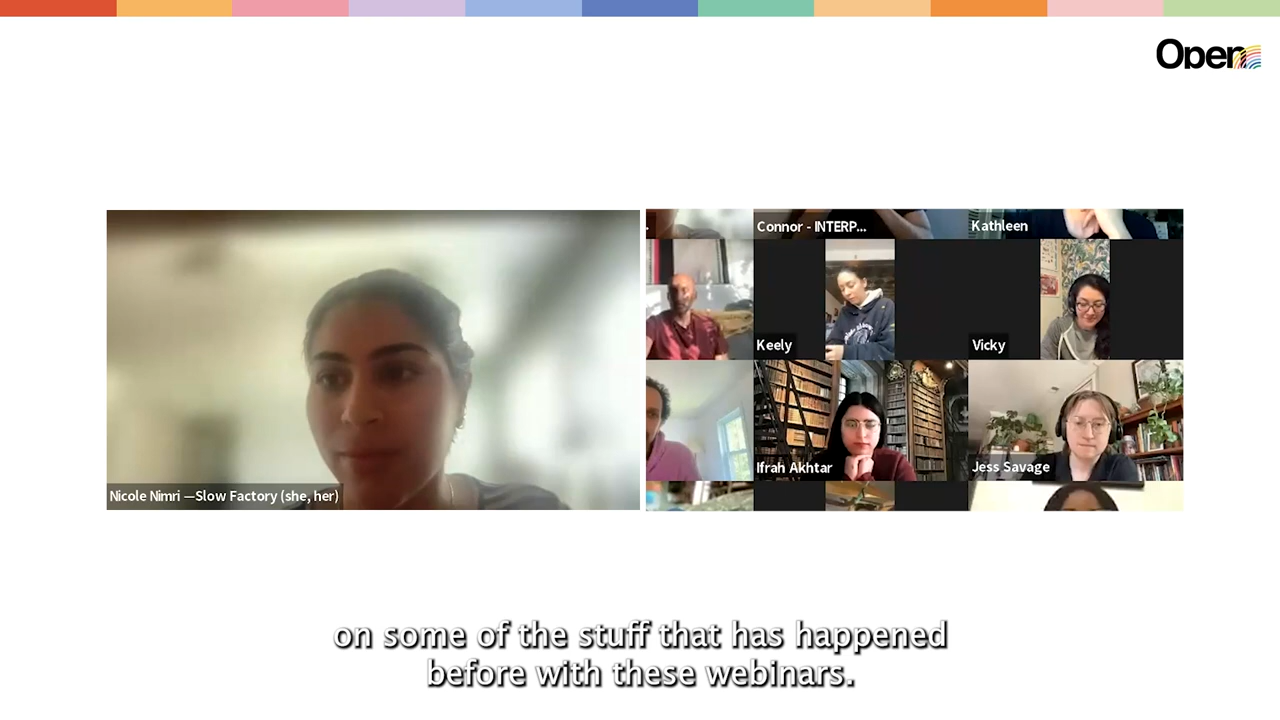 Open
Connor - INTERP...
Kathleen
Keely
Vicky
Ifrah Akhtar
Jess Savage
Nicole Nimri —Slow Factory (she, her)
on some of the stuff that has happened
before with these webinars.